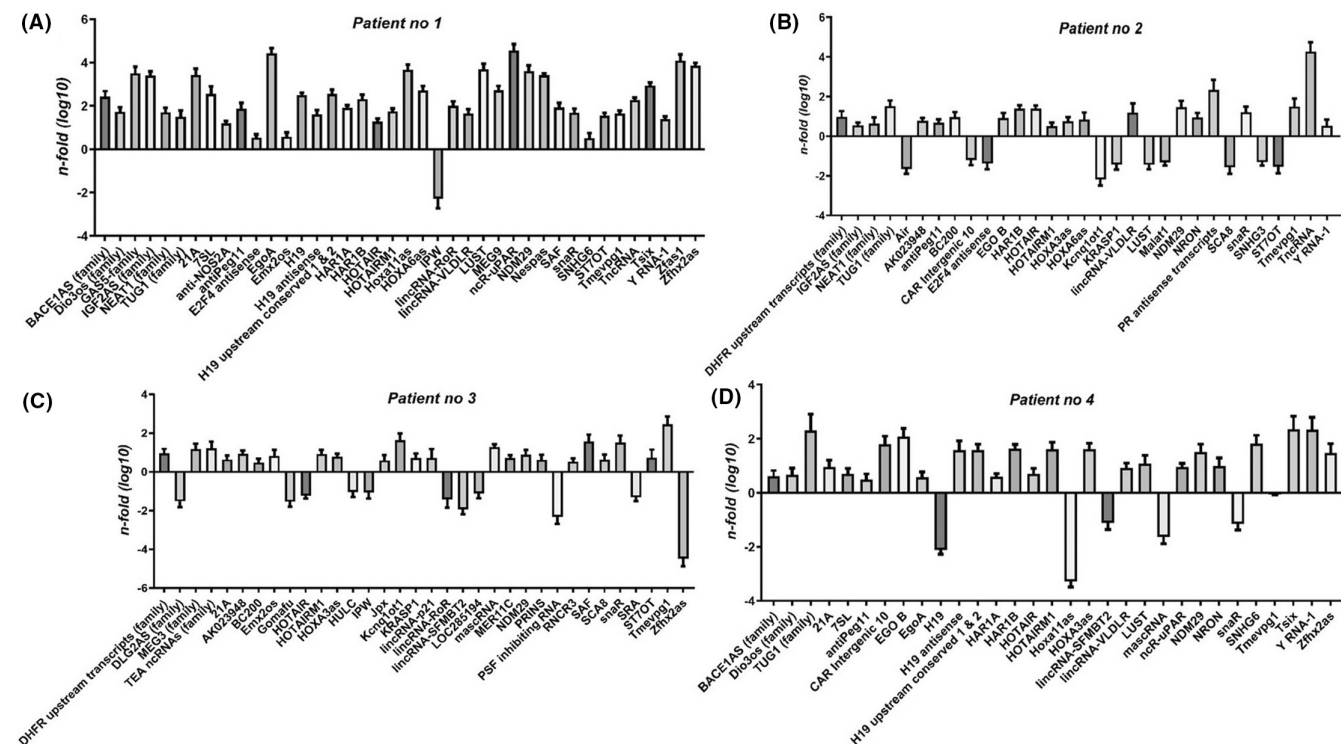 (A)
Patient no 1
n-fold (log10)
6
4
2
0
-2
-4
BACE1AS (family)
Dio3os (family)
GAS5-family
IGF2AS (family)
NEAT1 (family)
TUG1 (family)
21A
7SL
anti-NOS2A
antiPeg11
E2F4 antisense
EgoA
Emx2os
H19
H19 antisense
H19 upstream conserved 1 & 2
HAR1A
HAR1B
HOTAIR
HOTAIRM1
Hoxa11as
HOXA6as
IPW
lincRNA-RoR
lincRNA-VLDLR
LUST
MEG9
ncR-uPAR
NDM29
Nespas
SAF
snaR
SNHG6
ST7OT
Tmevpg1
TncRNA
Tsix
Y RNA-1
Zfas1
Zfhx2as
(B)
Patient no 2
n-fold (log10)
6
4
2
0
-2
-4
DHFR upstream transcripts (family)
IGF2AS (family)
NEAT1 (family)
TUG1 (family)
Air
AK023948
antiPeg11
BC200
CAR Intergenic 10
E2F4 antisense
EGO B
HAR1B
HOTAIR
HOTAIRM1
HOXA3as
HOXA6as
Kcnq1ot1
KRASP1
lincRNA-VLDLR
LUST
Malat1
NDM29
NRON
PR antisense transcripts
SCA8
snaR
SNHG3
ST7OT
Tmevpg1
TncRNA
Y RNA-1
(C)
Patient no 3
n-fold (log10)
4
2
0
-2
-4
-6
DHFR upstream transcripts (family)
DLG2AS (family)
MEG3 (family)
TEA ncRNAs (family)
21A
AK023948
BC200
Emx2os
Gomafu
HOTAIR
HOTAIRM1
HOXA3as
HULC
IPW
Jpx
Kcnq1ot1
KRASP1
lincRNA-p21
lincRNA-RoR
lincRNA-SFMBT2
LOC285194
mascRNA
MER11C
NDM29
PRINS
PSF inhibiting RNA
RNCR3
SAF
SCA8
snaR
SRA
ST7OT
Tmevpg1
Zfhx2as
(D)
Patient no 4
n-fold (log10)
4
2
0
-2
-4
BACE1AS (family)
Dio3os (family)
TUG1 (family)
21A
7SL
antiPeg11
CAR Intergenic 10
EGO B
EgoA
H19
H19 antisense
H19 upstream conserved 1 & 2
HAR1A
HAR1B
HOTAIR
HOTAIRM1
Hoxa11as
HOXA3as
lincRNA-SFMBT2
lincRNA-VLDLR
LUST
mascRNA
ncR-uPAR
NDM29
NRON
snaR
SNHG6
Tmevpg1
Tsix
Y RNA-1
Zfhx2as